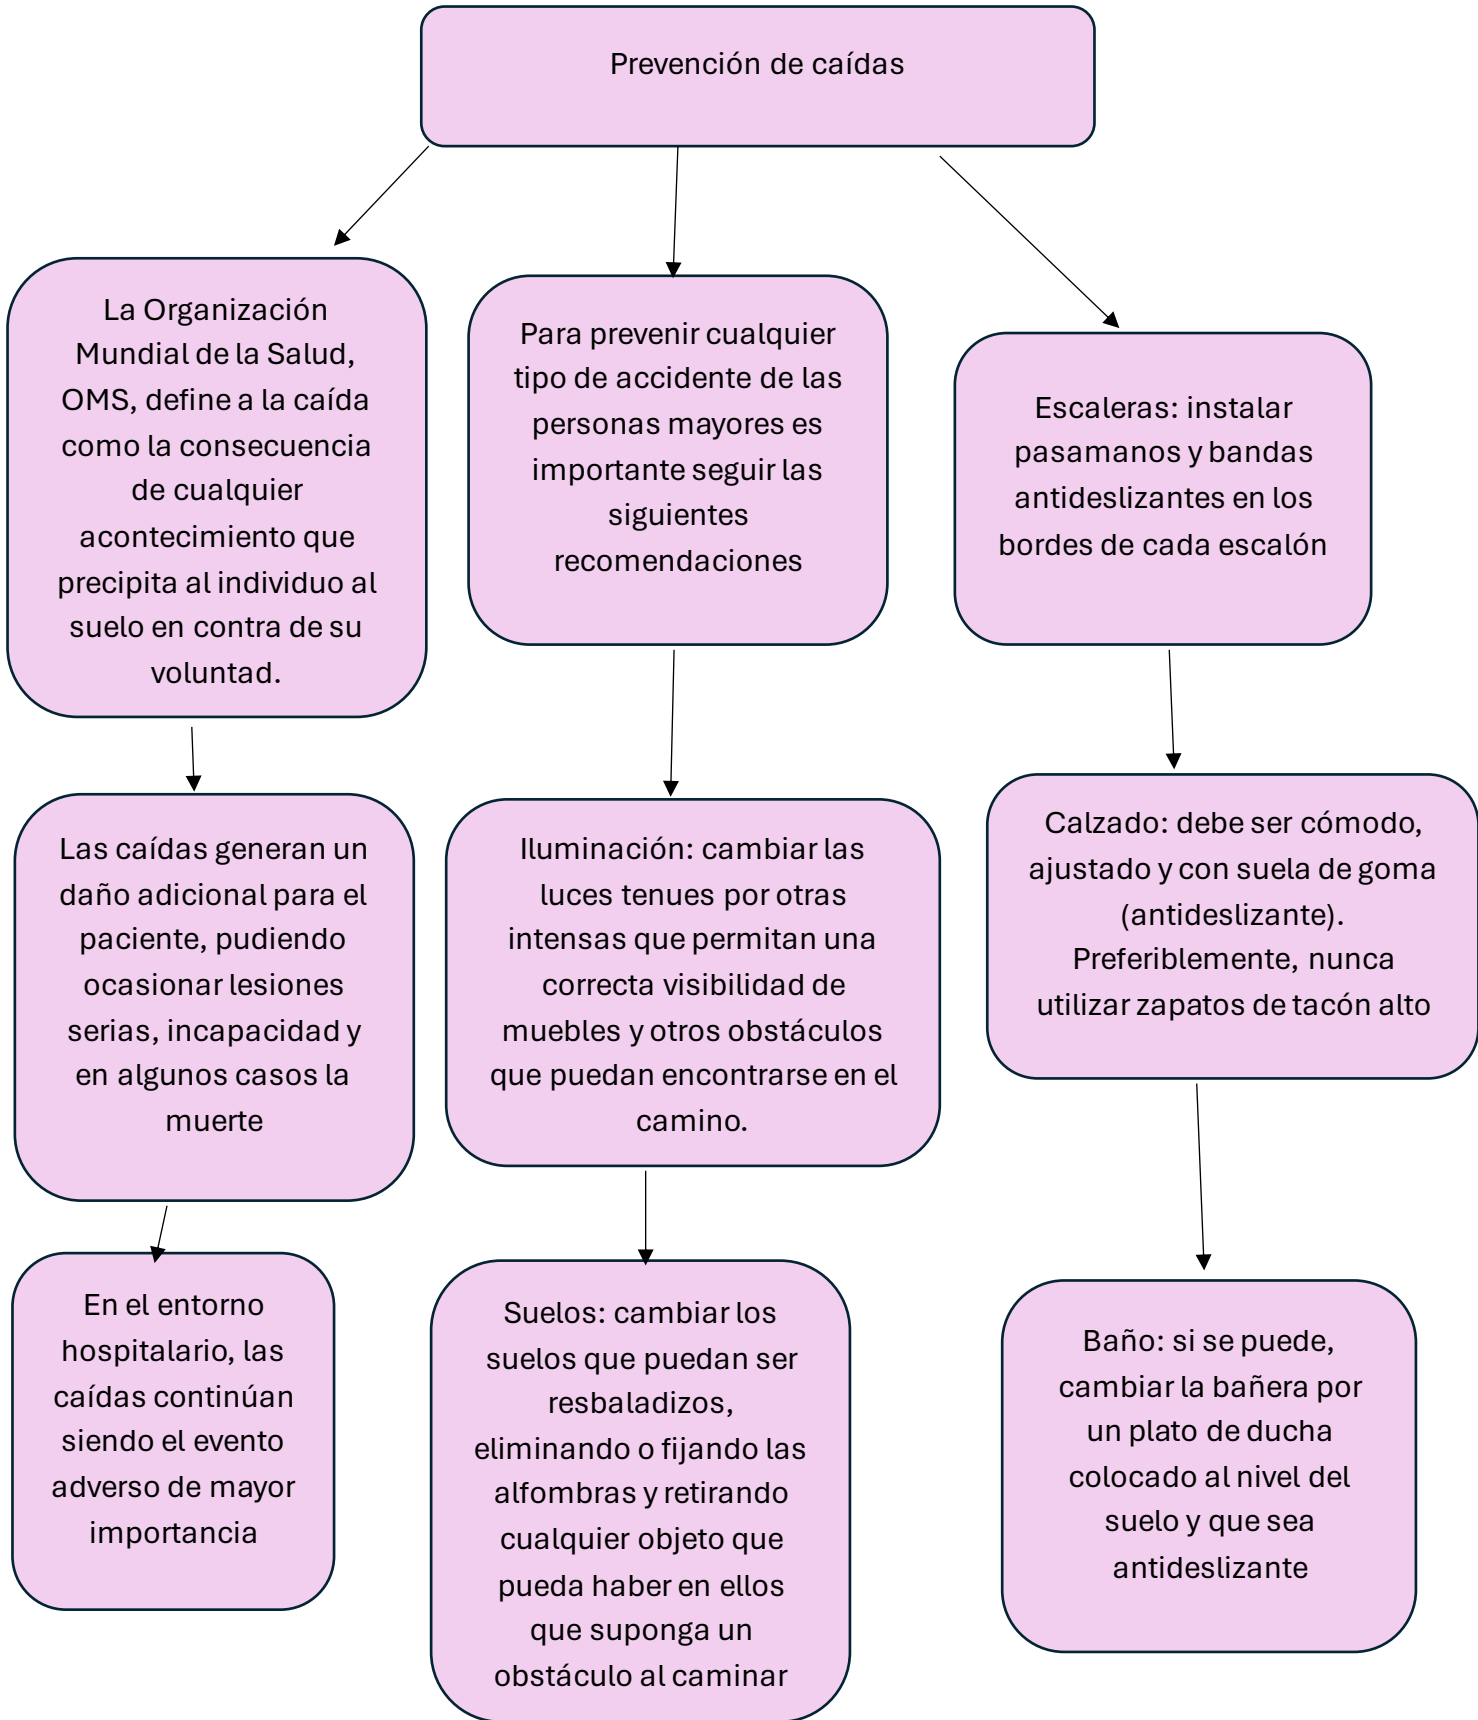 Prevención de caídas
La Organización
Mundial de la Salud,
OMS, define a la caída
como la consecuencia
de cualquier
acontecimiento que
precipita al individuo al
suelo en contra de su
voluntad.
Las caídas generan un
daño adicional para el
paciente, pudiendo
ocasionar lesiones
serias, incapacidad y
en algunos casos la
muerte
En el entorno
hospitalario, las
caídas continúan
siendo el evento
adverso de mayor
importancia
Para prevenir cualquier
tipo de accidente de las
personas mayores es
importante seguir las
siguientes
recomendaciones
Iluminación: cambiar las
luces tenues por otras
intensas que permitan una
correcta visibilidad de
muebles y otros obstáculos
que puedan encontrarse en el
camino.
Suelos: cambiar los
suelos que puedan ser
resbaladizos,
eliminando o fijando las
alfombras y retirando
cualquier objeto que
pueda haber en ellos
que suponga un
obstáculo al caminar
Escaleras: instalar
pasamanos y bandas
antideslizantes en los
bordes de cada escalón
Calzado: debe ser cómodo,
ajustado y con suela de goma
(antideslizante).
Preferiblemente, nunca
utilizar zapatos de tacón alto
Baño: si se puede,
cambiar la bañera por
un plato de ducha
colocado al nivel del
suelo y que sea
antideslizante